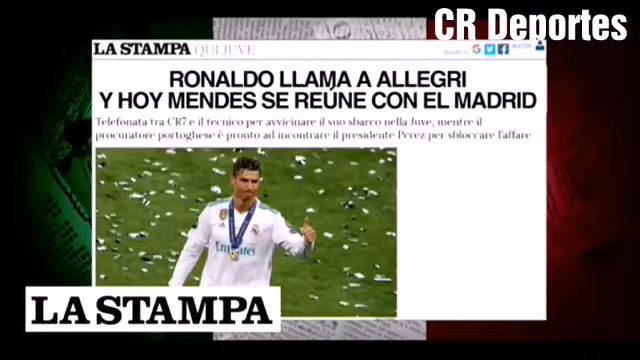 CR Deportes
LA STAMPA QUI JUVE
RONALDO LLAMA A ALLEGRI
Y HOY MENDES SE REÚNE CON EL MADRID
Telefonata tra CR7 e il tecnico per avvicinare il suo sbarco nella Juve, mentre il
procuratore portoghese è pronto ad incontrare il presidente Perez per sbloccare l'affare
Emirates
LA STAMPA